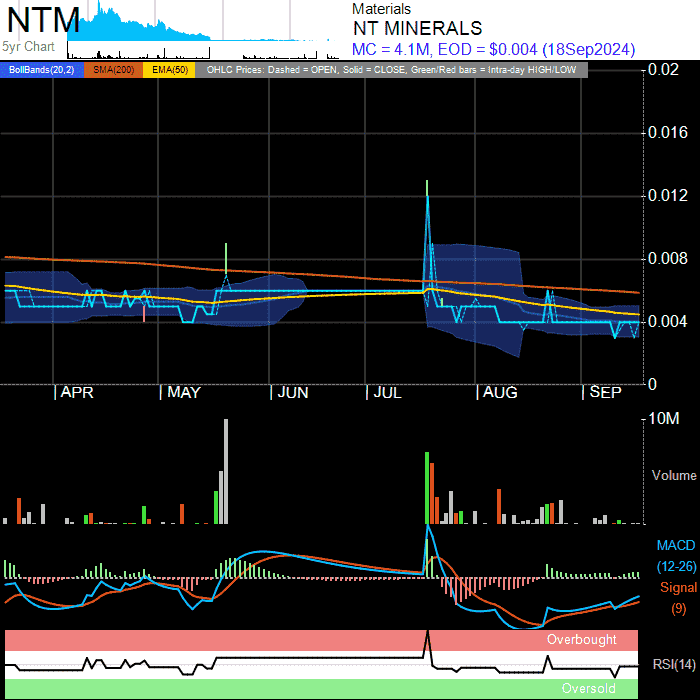 NTM
5yr Chart
Materials
NT MINERALS
MC = 4.1M, EOD = $0.004 (18Sep2024)
BollBands(20,2) SMA(200) EMA(50) OHLC Prices: Dashed = OPEN, Solid = CLOSE, Green/Red bars = Intra-day HIGH/LOW
0.02
0.016
0.012
0.008
0.004
0
APR MAY JUN JUL AUG SEP
10M
Volume
MACD
(12-26)
Signal
(9)
Overbought
RSI(14)
Oversold